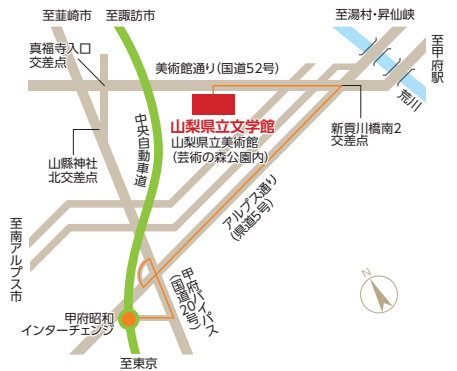 至韮崎市
至諏訪市
至湯村・昇仙峡
至甲府駅
真福寺入口
交差点
美術館通り(国道52号)
荒川
中央自動車道
山梨県立文学館
山梨県立美術館
(芸術の森公園内)
新貢川橋南2
交差点
山縣神社
北交差点
アルプス通り
(県道5号)
至南アルプス市
甲府バイパス
(国道20号)
N
甲府昭和
インターチェンジ
至東京